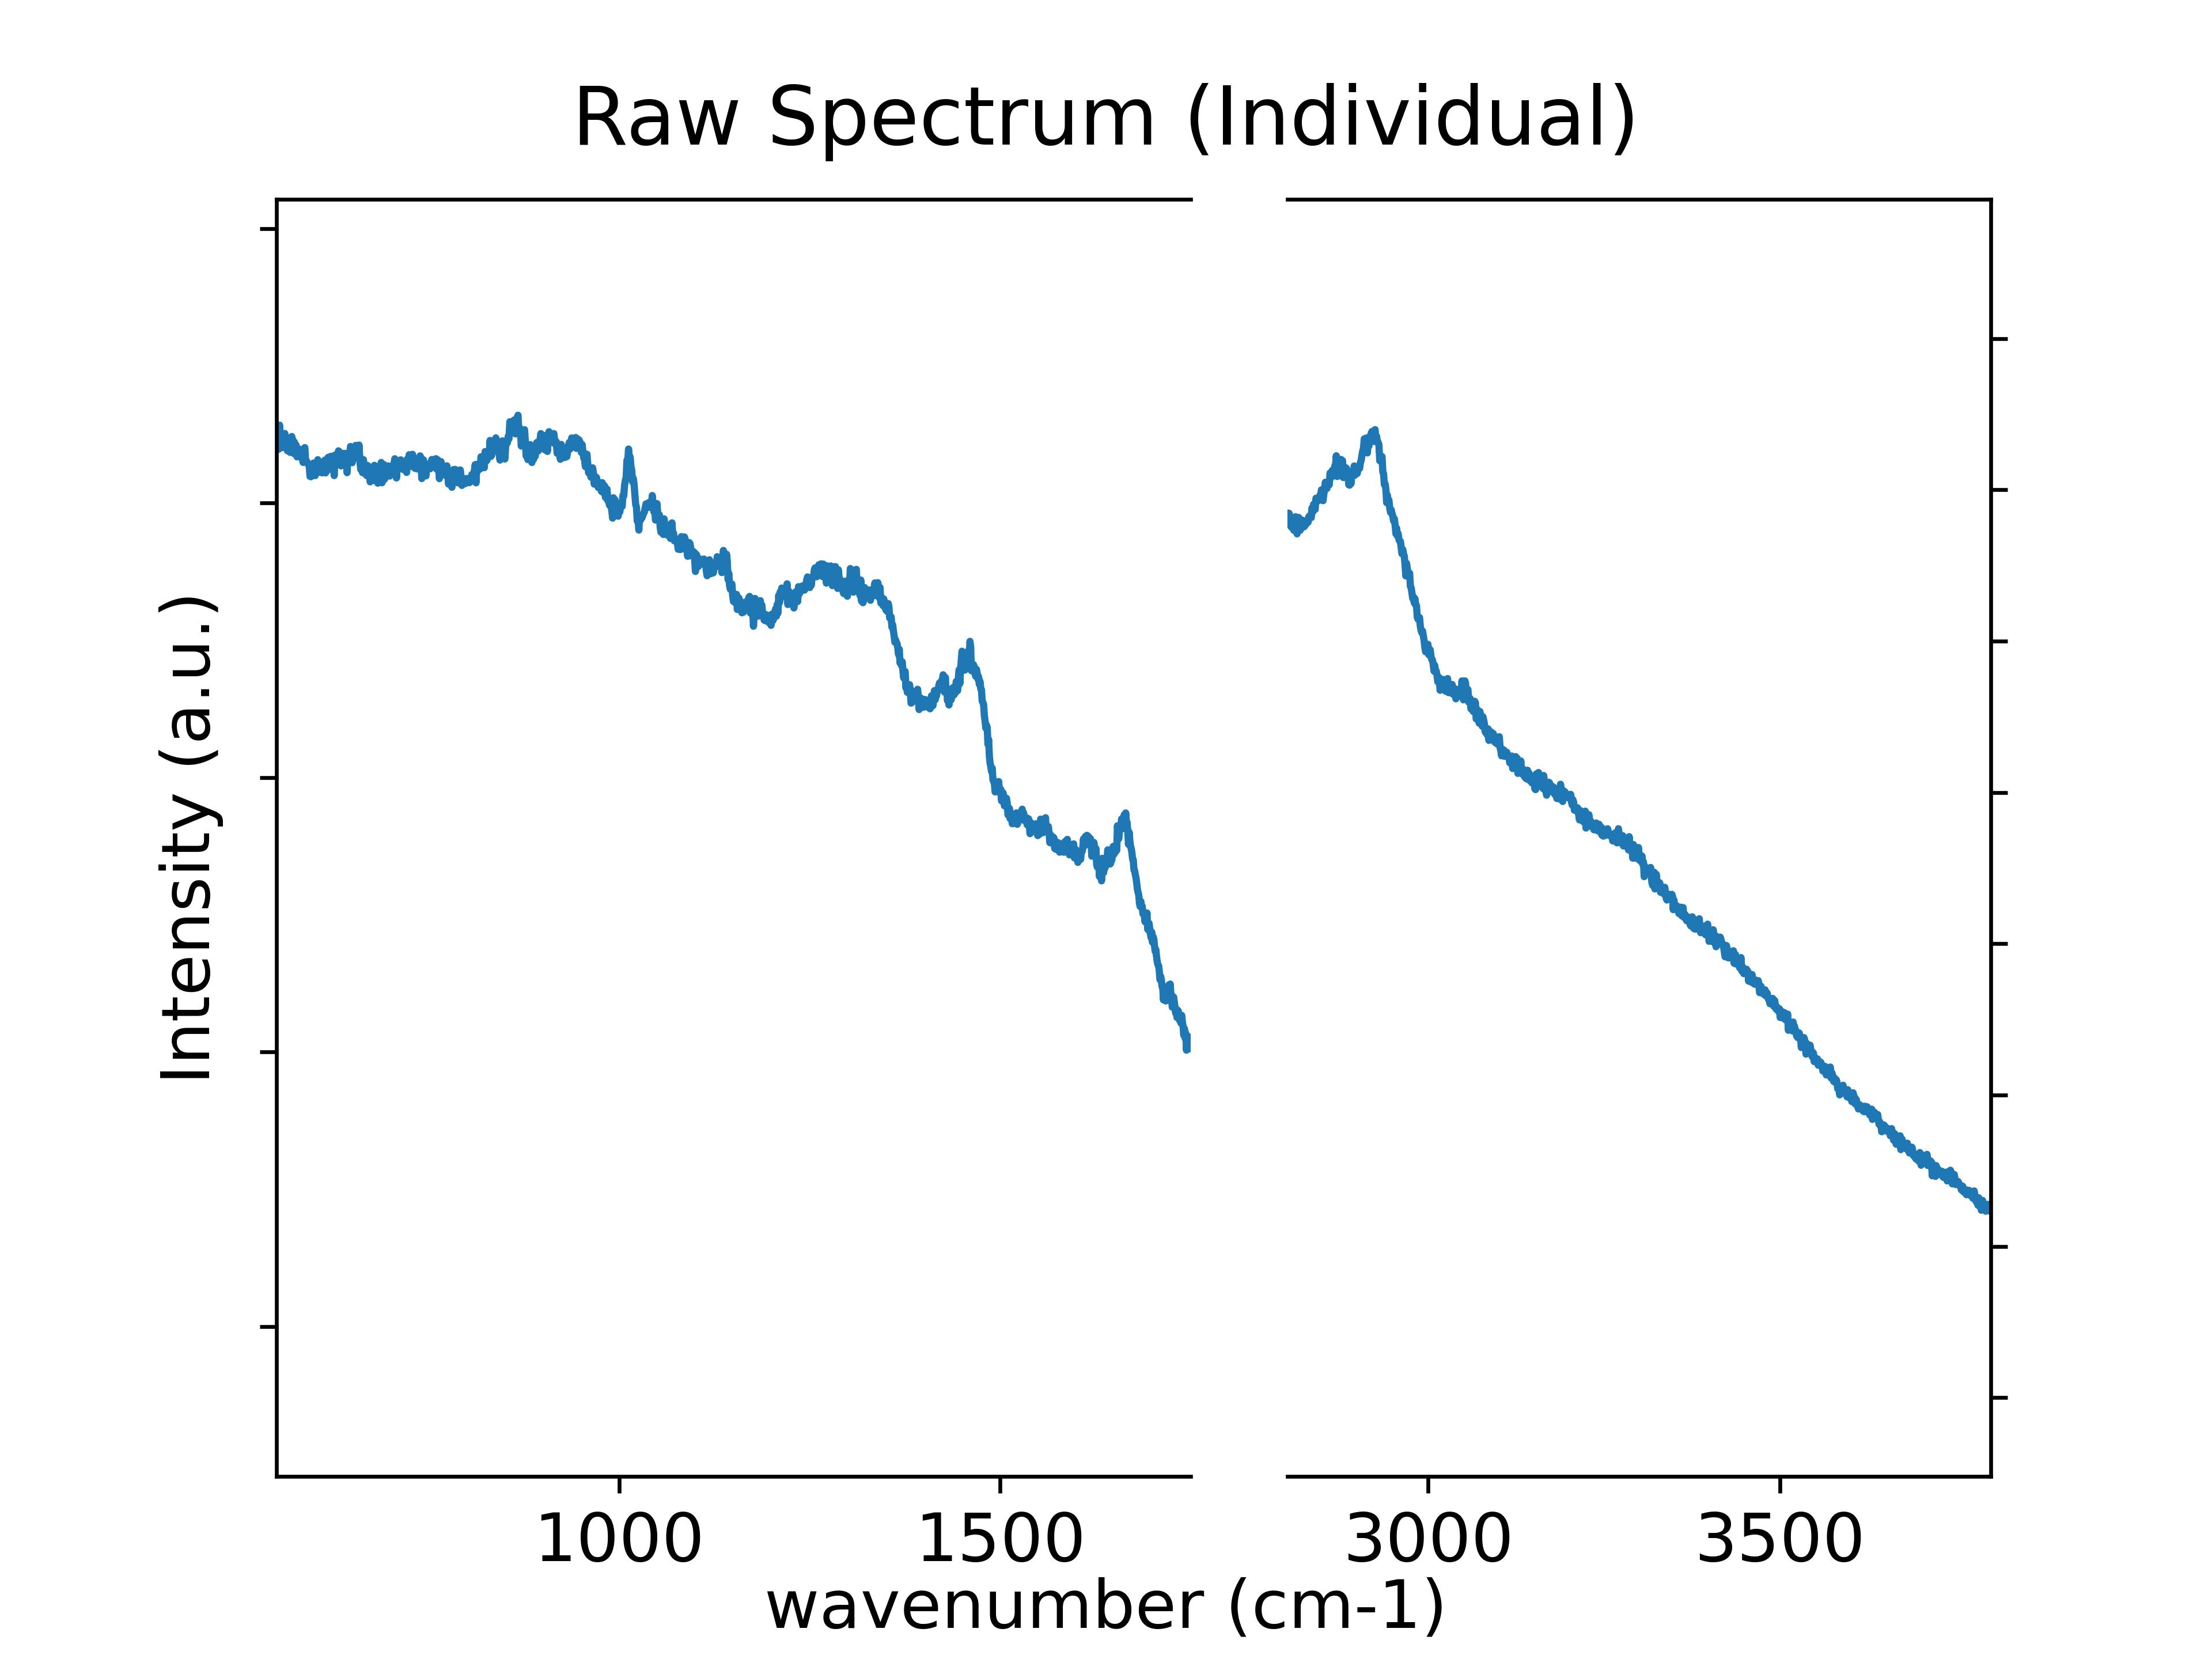 Raw Spectrum (Individual)
Intensity (a.u.)
1000 1500 3000 3500
wavenumber (cm-1)